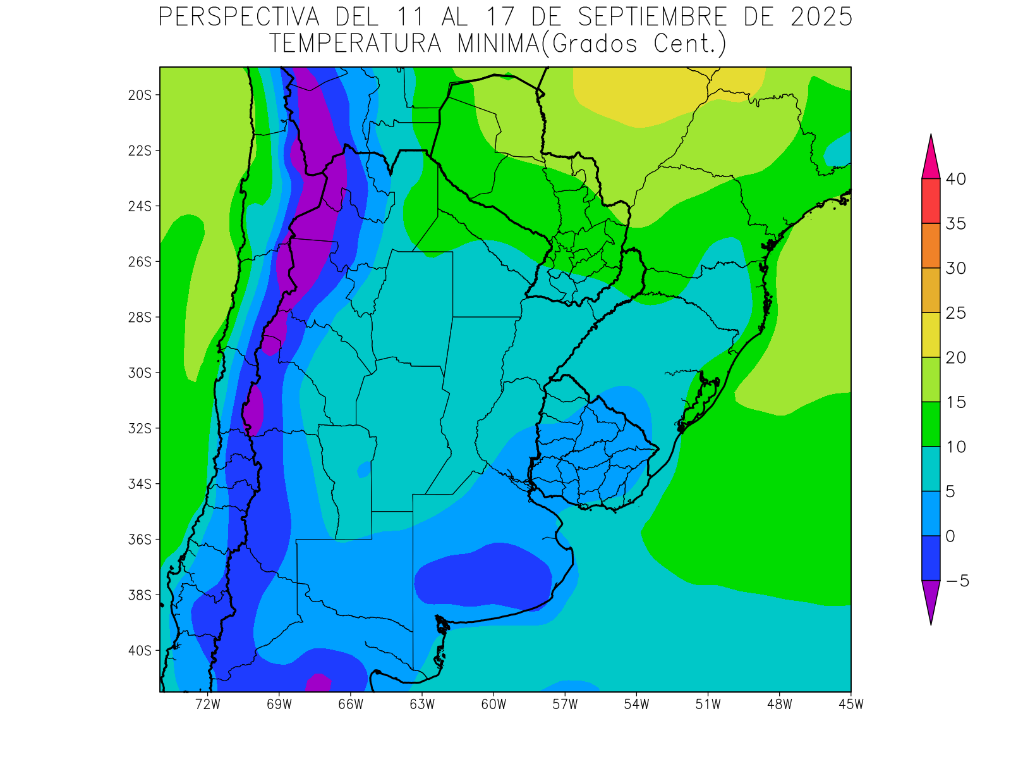 PERSPECTIVA DEL 11 AL 17 DE SEPTIEMBRE DE 2025
TEMPERATURA MINIMA(Grados Cent.)
20S
22S
24S
26S
28S
30S
32S
34S
36S
38S
40S
72W 69W 66W 63W 60W 57W 54W 51W 48W 45W
40
35
30
25
20
15
10
5
0
−5